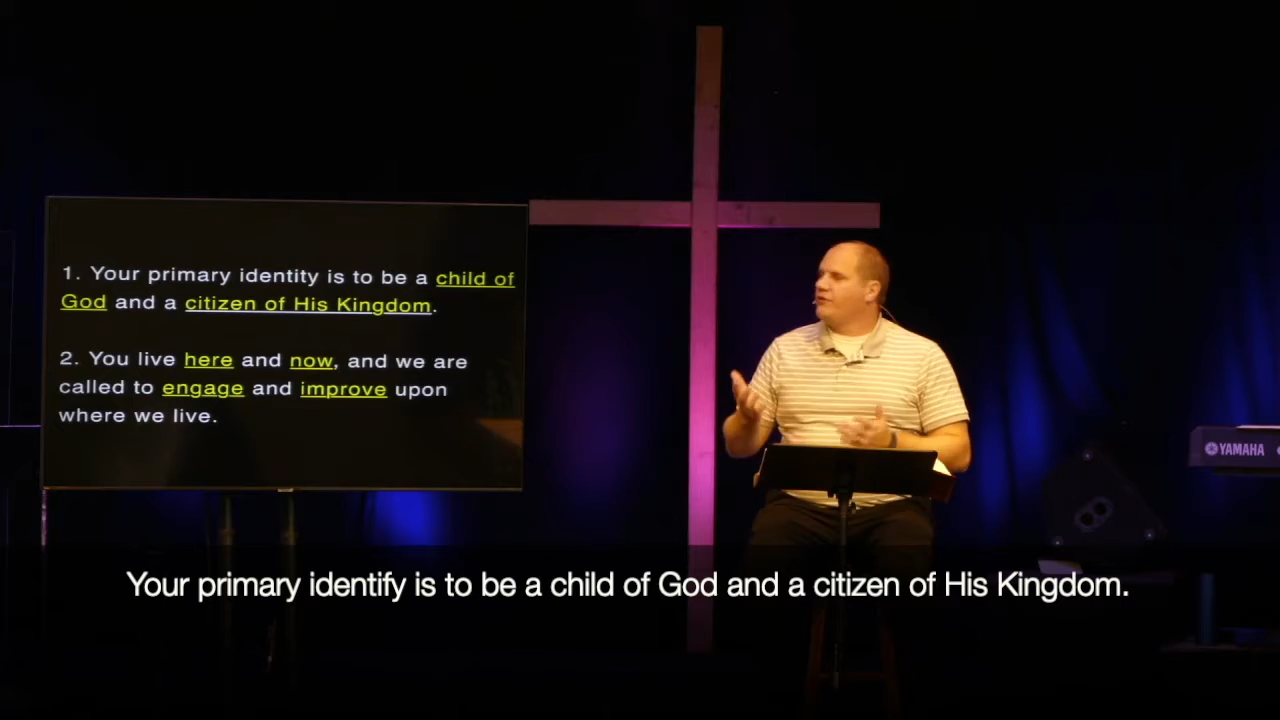 1. Your primary identity is to be a child of
God and a citizen of His Kingdom.
2. You live here and now, and we are
called to engage and improve upon
where we live.
YAMAHA
Your primary identify is to be a child of God and a citizen of His Kingdom.